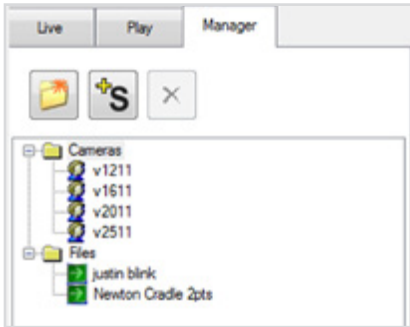 Live Play Manager
+S
Cameras
v1211
v1611
v2011
v2511
Files
justin blink
Newton Cradle 2pts